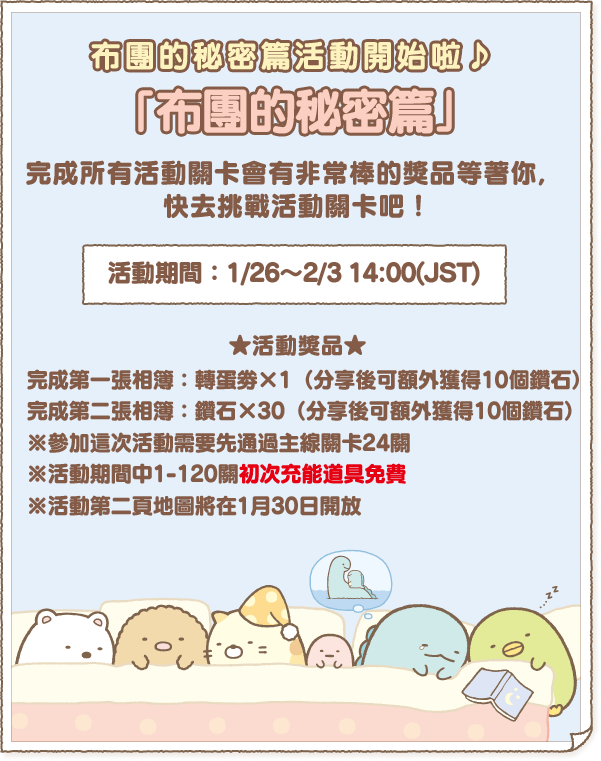 布團的秘密篇活動開始啦♪
「布團的秘密篇」
完成所有活動關卡會有非常棒的獎品等著你，
快去挑戰活動關卡吧！
活動期間：1/26～2/3 14:00(JST)
★活動獎品★
完成第一張相簿：轉蛋券×1（分享後可額外獲得10個鑽石）
完成第二張相簿：鑽石×30（分享後可額外獲得10個鑽石）
※參加這次活動需要先通過主線關卡24關
※活動期間中1-120關初次充能道具免費
※活動第二頁地圖將在1月30日開放
zzz